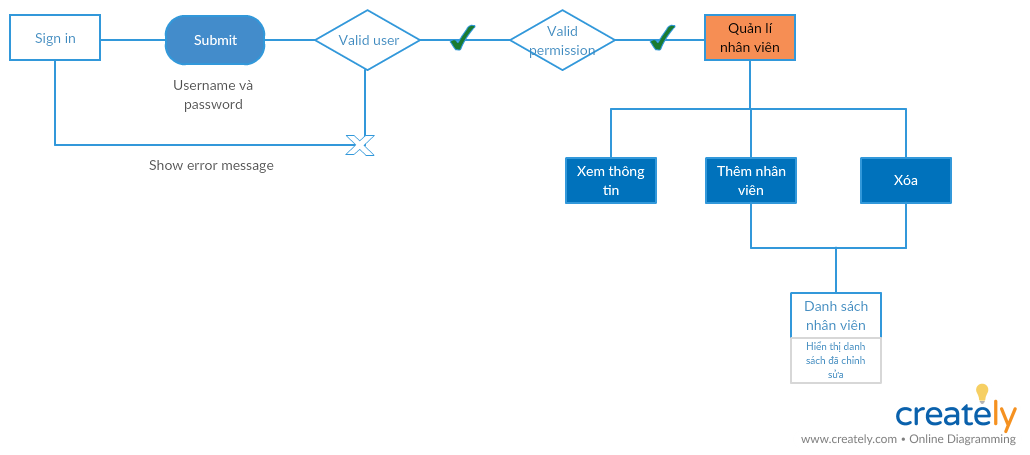 Sign in
Submit
Valid user
Valid
permission
Quản lí
nhân viên
Username và
password
Show error message
Xem thông
tin
Thêm nhân
viên
Xóa
Danh sách
nhân viên
Hiển thị danh
sách đã chỉnh
sửa
creately
www.creately.com • Online Diagramming